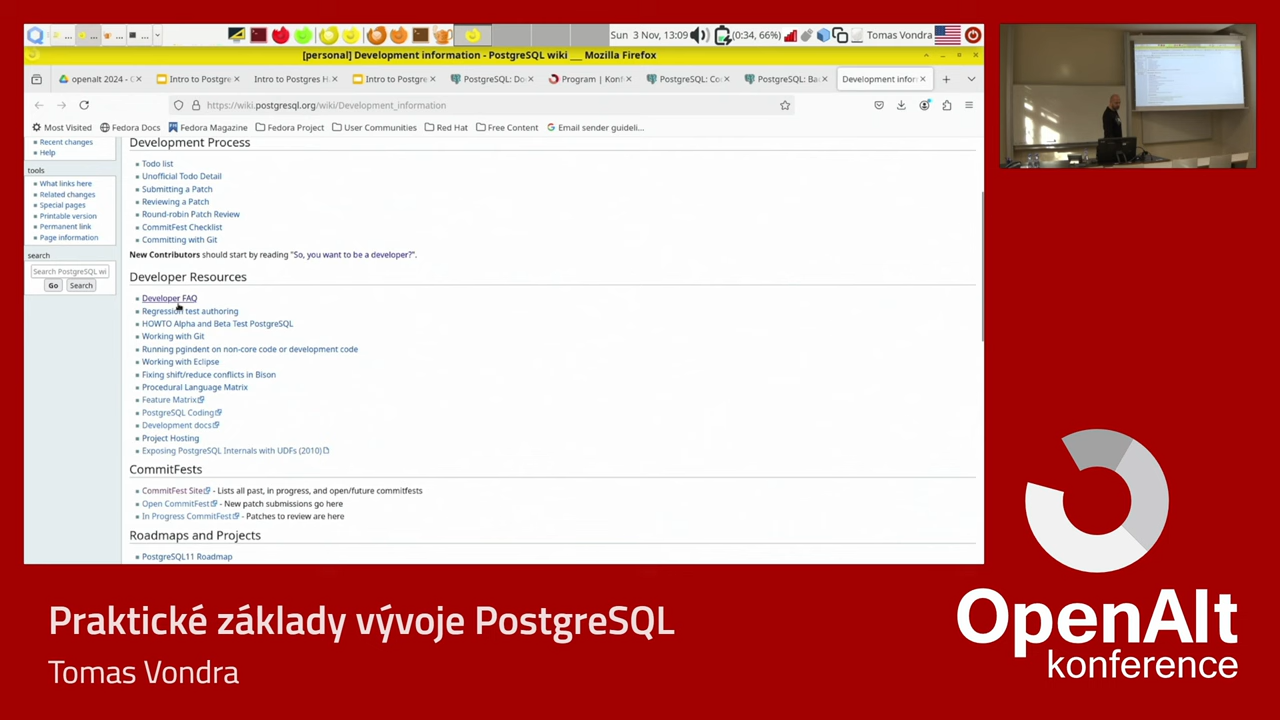 Sun 3 Nov, 13:09
(0:34, 66%)
Tomas Vondra
[personal] Development information - PostgreSQL wiki ___ Mozilla Firefox
openalt 2024 - C
Intro to Postgre
Intro to Postgres H
Intro to Postgre
PostgreSQL: Do
Program | Konf
PostgreSQL: Co
PostgreSQL: Ba
Development infor
https://wiki.postgresql.org/wiki/Development_information
Most Visited
Fedora Docs
Fedora Magazine
Fedora Project
User Communities
Red Hat
Free Content
Email sender guideli...
Recent changes
Help
tools
What links here
Related changes
Special pages
Printable version
Permanent link
Page information
search
Search PostgreSQL wi
Go
Search
Development Process
Todo list
Unofficial Todo Detail
Submitting a Patch
Reviewing a Patch
Round-robin Patch Review
CommitFest Checklist
Committing with Git
New Contributors should start by reading "So, you want to be a developer?".
Developer Resources
Developer FAQ
Regression test authoring
HOWTO Alpha and Beta Test PostgreSQL
Working with Git
Running pgindent on non-core code or development code
Working with Eclipse
Fixing shift/reduce conflicts in Bison
Procedural Language Matrix
Feature Matrix
PostgreSQL Coding
Development docs
Project Hosting
Exposing PostgreSQL Internals with UDFs (2010)
CommitFests
CommitFest Site - Lists all past, in progress, and open/future commitfests
Open CommitFest - New patch submissions go here
In Progress CommitFest - Patches to review are here
Roadmaps and Projects
PostgreSQL11 Roadmap
Praktické základy vývoje PostgreSQL
Tomas Vondra
OpenAlt
konference